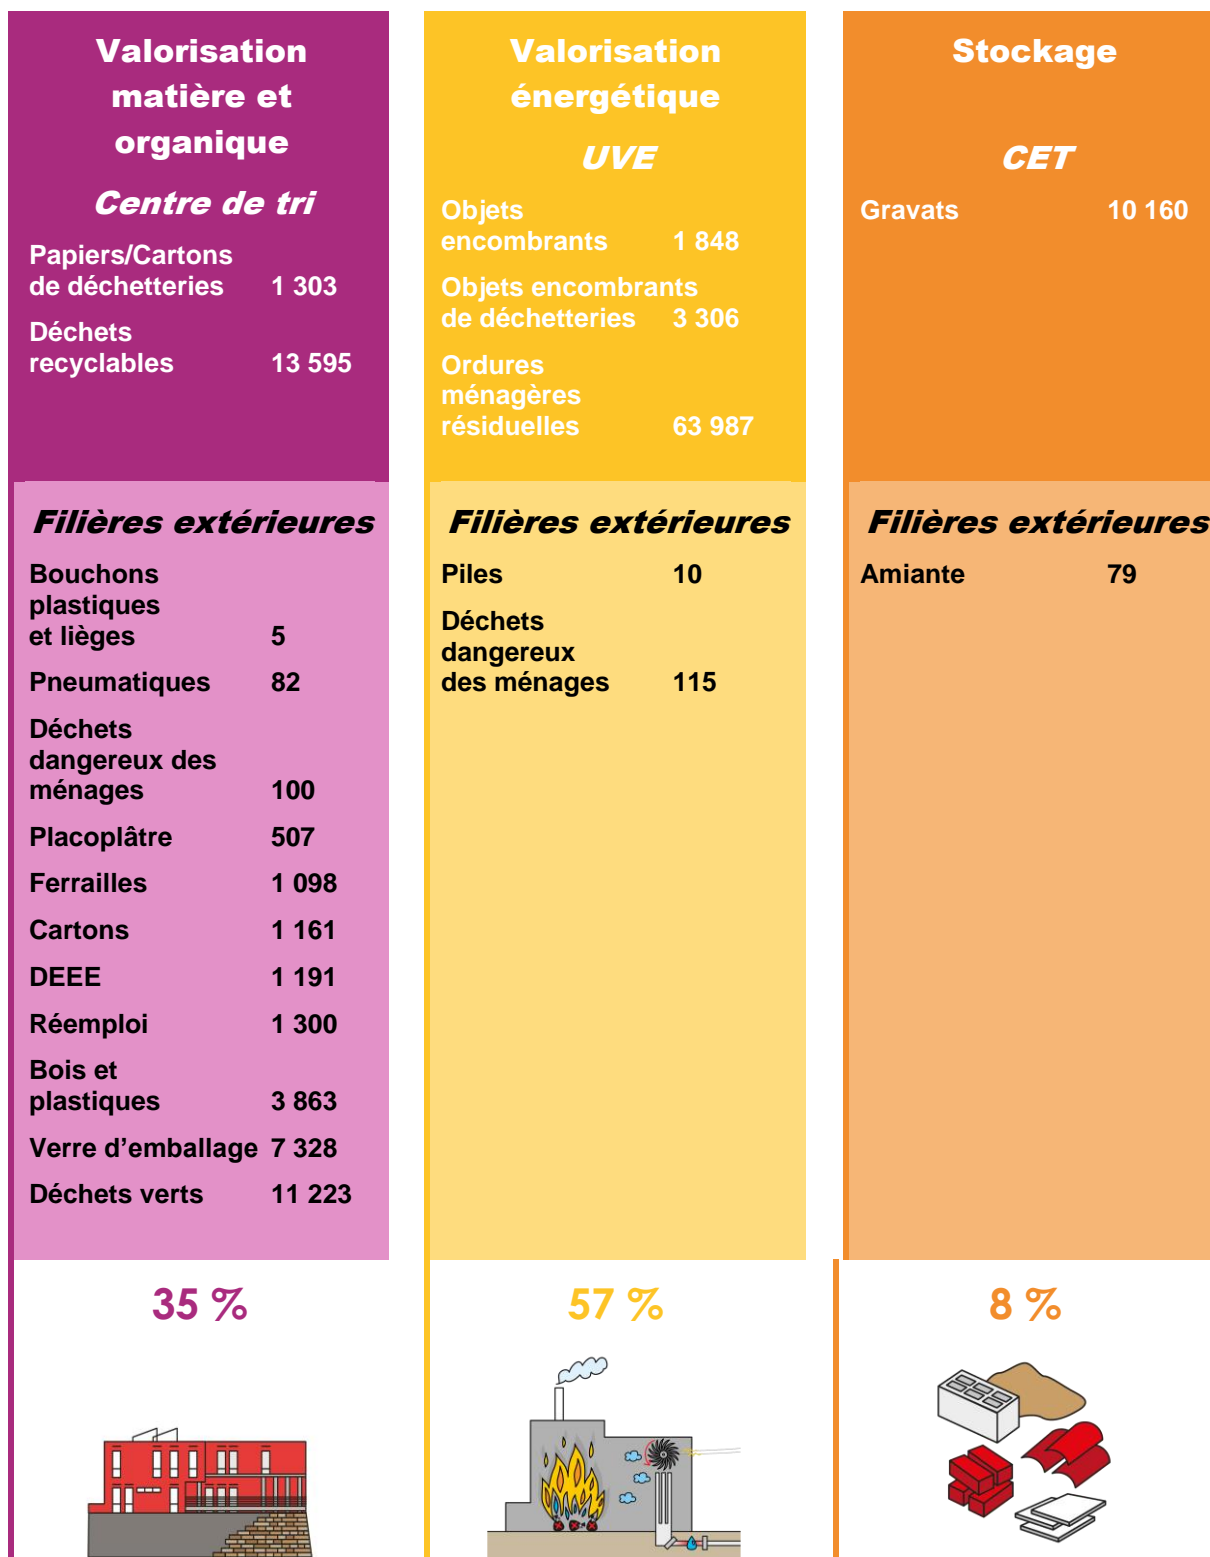 Valorisation
matière et
organique
Centre de tri
Papiers/Cartons
de déchetteries 1 303
Déchets
recyclables 13 595
Filières extérieures
Bouchons
plastiques
et lièges 5
Pneumatiques 82
Déchets
dangereux des
ménages 100
Placoplâtre 507
Ferrailles 1 098
Cartons 1 161
DEEE 1 191
Réemploi 1 300
Bois et
plastiques 3 863
Verre d’emballage 7 328
Déchets verts 11 223
35 %
Valorisation
énergétique
UVE
Objets
encombrants 1 848
Objets encombrants
de déchetteries 3 306
Ordures
ménagères
résiduelles 63 987
Filières extérieures
Piles 10
Déchets
dangereux
des ménages 115
57 %
Stockage
CET
Gravats 10 160
Filières extérieures
Amiante 79
8 %